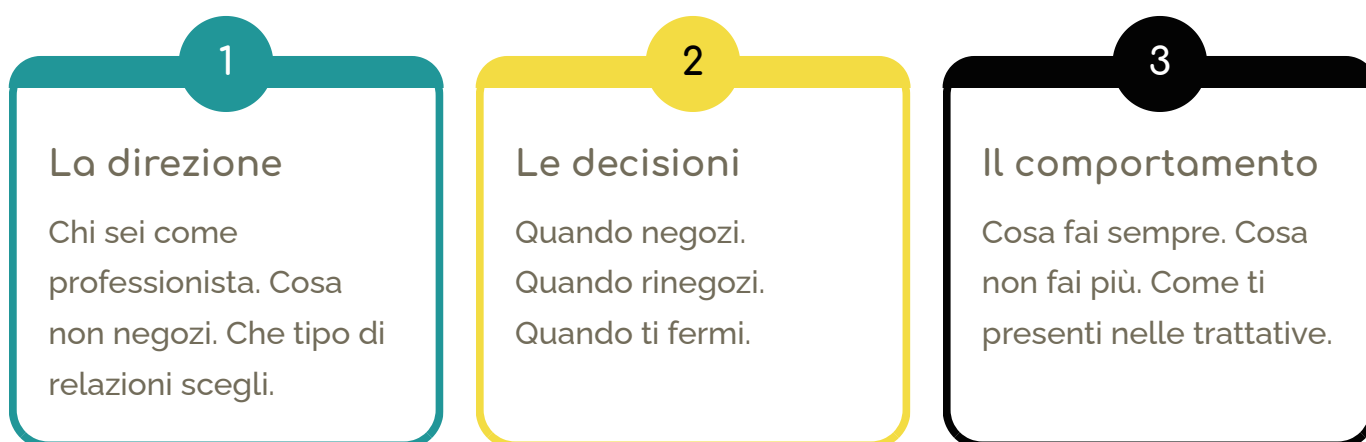 1
La direzione
Chi sei come
professionista. Cosa
non negozi. Che tipo di
relazioni scegli.
2
Le decisioni
Quando negozi.
Quando rinegozi.
Quando ti fermi.
3
Il comportamento
Cosa fai sempre. Cosa
non fai più. Come ti
presenti nelle trattative.